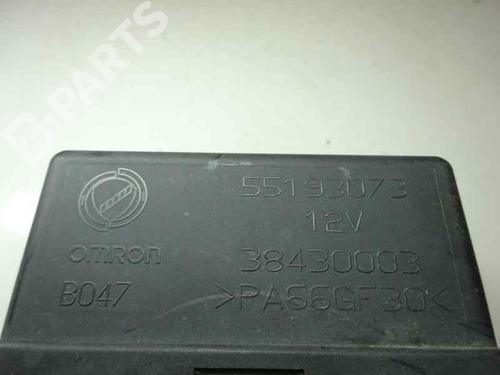 B-PARTS
55193073
12V
OMRON
38430003
B047
>PA66GF30<